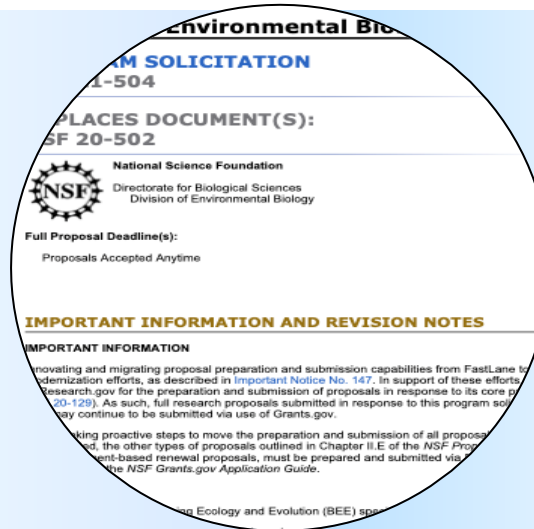 Environmental
SOLICITATION
-504
PLACES DOCUMENT(S):
SF 20-502
National Science Foundation
NSF
Directorate for Biological Sciences
Division of Environmental Biology
Full Proposal Deadline(s):
Proposals Accepted Anytime
IMPORTANT INFORMATION AND REVISION NOTES
IMPORTANT INFORMATION
novating and migrating proposal preparation and submission capabilities from FastLane to
dernization efforts, as described in Important Notice No. 147. In support of these efforts
Research.gov for the preparation and submission of proposals in response to its core p
20-129). As such, full research proposals submitted in response to this program soli
may continue to be submitted via use of Grants.gov.
king proactive steps to move the preparation and submission of all proposa
ed, the other types of proposals outlined in Chapter II.E of the NSF Prop
ent-based renewal proposals, must be prepared and submitted via
the NSF Grants.gov Application Guide.
ng Ecology and Evolution (BEE) spe